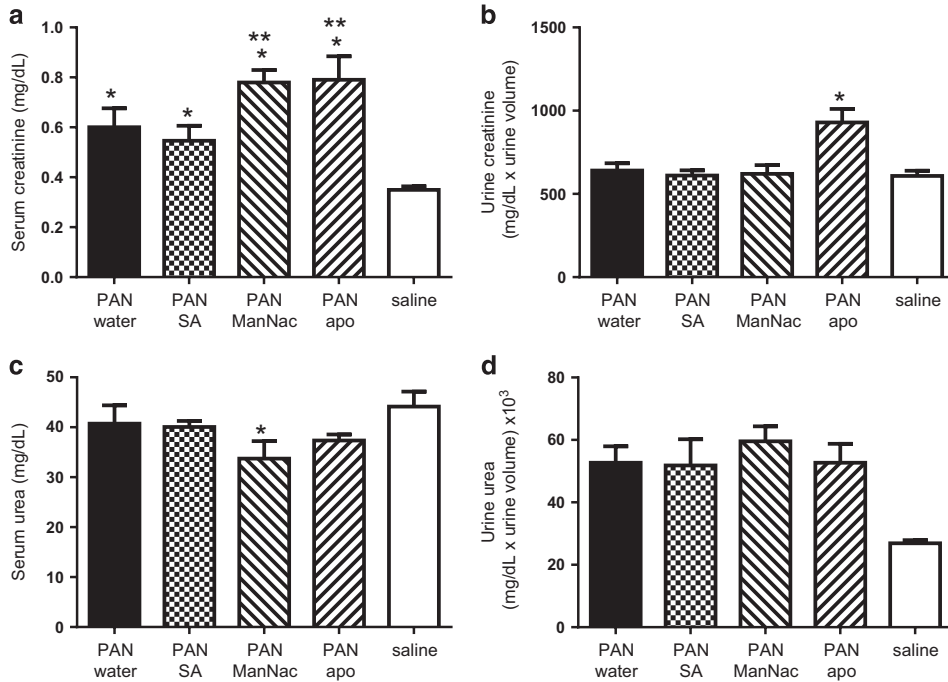 a
Serum creatinine (mg/dL)
1.0
0.8
0.6
0.4
0.2
0.0
*
*
**
*
**
*
PAN PAN PAN PAN saline
water SA ManNac apo
b
Urine creatinine
(mg/dL x urine volume)
1500
1000
500
0
*
PAN PAN PAN PAN saline
water SA ManNac apo
c
Serum urea (mg/dL)
50
40
30
20
10
0
*
PAN PAN PAN PAN saline
water SA ManNac apo
d
Urine urea
(mg/dL x urine volume) x10³
80
60
40
20
0
PAN PAN PAN PAN saline
water SA ManNac apo